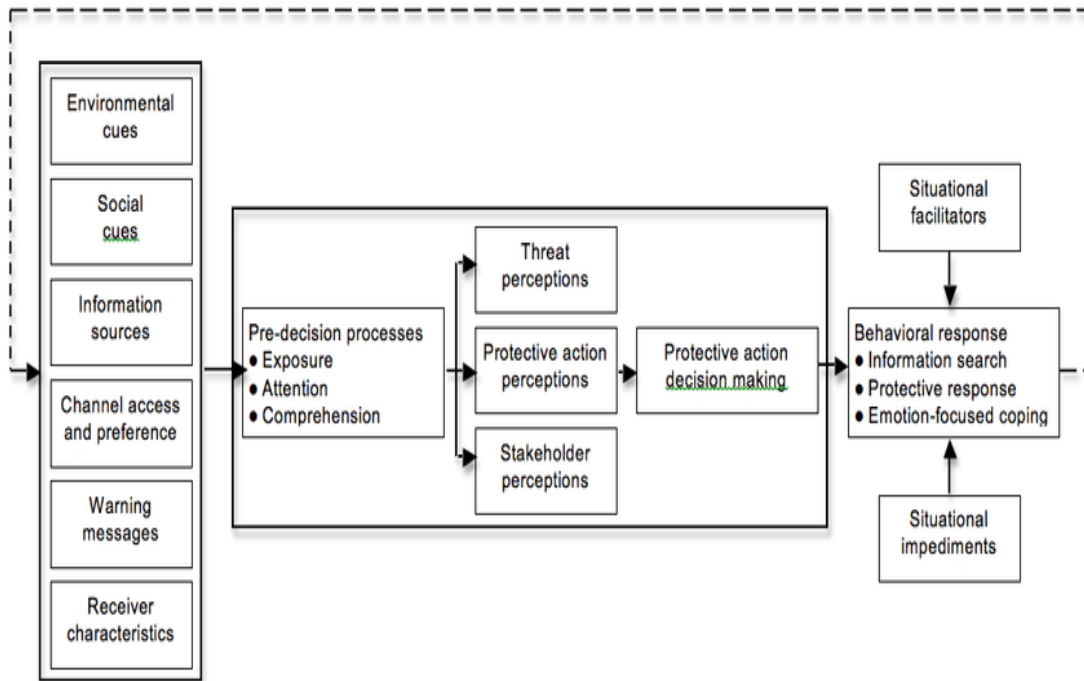 Environmental
cues
Social
cues
Information
sources
Channel access
and preference
Warning
messages
Receiver
characteristics
Pre-decision processes
● Exposure
● Attention
● Comprehension
Threat
perceptions
Protective action
perceptions
Stakeholder
perceptions
Protective action
decision making
Situational
facilitators
Behavioral response
● Information search
● Protective response
● Emotion-focused coping
Situational
impediments